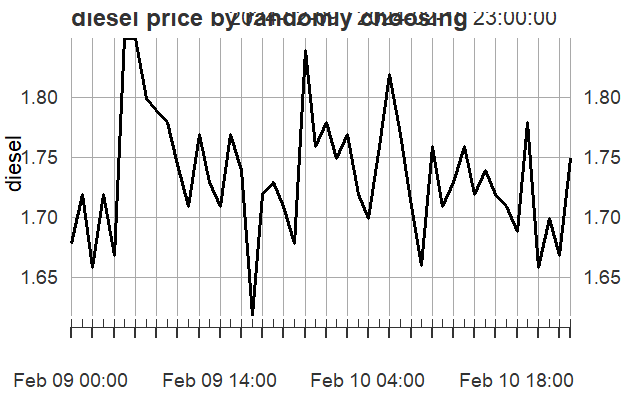 diesel price by randomly choosing
23:00:00
1.80
1.80
1.75
1.75
1.70
1.70
1.65
1.65
diesel
Feb 09 00:00
Feb 09 14:00
Feb 10 04:00
Feb 10 18:00